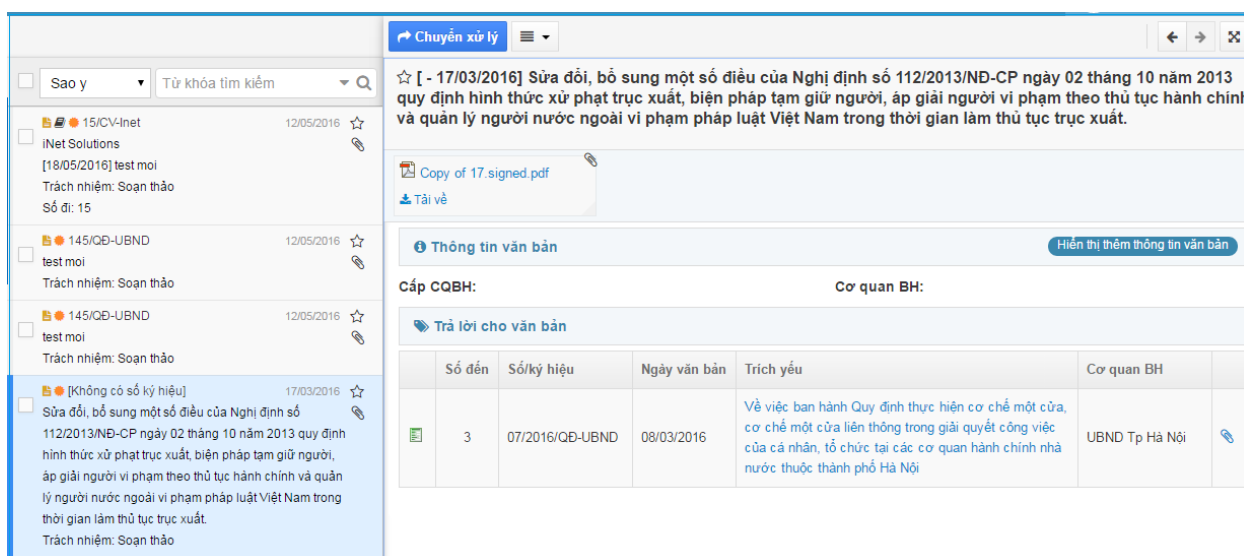 Sao y
Từ khóa tìm kiếm
15/CV-Inet 12/05/2016
iNet Solutions
[18/05/2016] test moi
Trách nhiệm: Soạn thảo
Số đi: 15
145/QĐ-UBND 12/05/2016
test moi
Trách nhiệm: Soạn thảo
145/QĐ-UBND 12/05/2016
test moi
Trách nhiệm: Soạn thảo
[Không có số ký hiệu] 17/03/2016
Sửa đổi, bổ sung một số điều của Nghị định số
112/2013/NĐ-CP ngày 02 tháng 10 năm 2013 quy định
hình thức xử phạt trục xuất, biện pháp tạm giữ người,
áp giải người vi phạm theo thủ tục hành chính và quản
lý người nước ngoài vi phạm pháp luật Việt Nam trong
thời gian làm thủ tục trục xuất.
Trách nhiệm: Soạn thảo
Chuyển xử lý
[ - 17/03/2016] Sửa đổi, bổ sung một số điều của Nghị định số 112/2013/NĐ-CP ngày 02 tháng 10 năm 2013
quy định hình thức xử phạt trục xuất, biện pháp tạm giữ người, áp giải người vi phạm theo thủ tục hành chính
và quản lý người nước ngoài vi phạm pháp luật Việt Nam trong thời gian làm thủ tục trục xuất.
Copy of 17.signed.pdf
Tải về
Thông tin văn bản
Hiển thị thêm thông tin văn bản
Cấp CQBH: Cơ quan BH:
Trả lời cho văn bản
Số đến Số/ký hiệu Ngày văn bản Trích yếu Cơ quan BH
3 07/2016/QĐ-UBND 08/03/2016
Về việc ban hành Quy định thực hiện cơ chế một cửa,
cơ chế một cửa liên thông trong giải quyết công việc
của cá nhân, tổ chức tại các cơ quan hành chính nhà
nước thuộc thành phố Hà Nội
UBND Tp Hà Nội